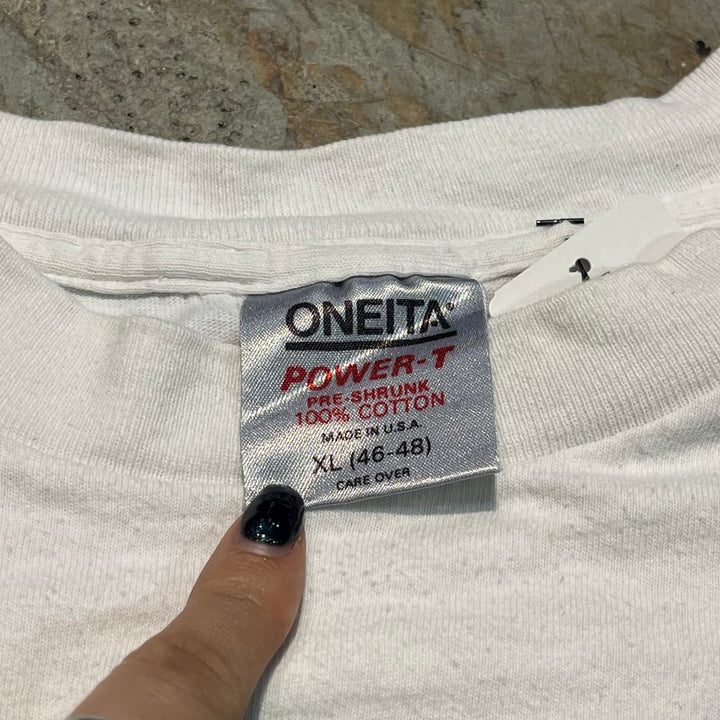 ONEITA®
POWER-T
PRE-SHRUNK
100% COTTON
MADE IN U.S.A.
XL (46-48)
CARE OVER